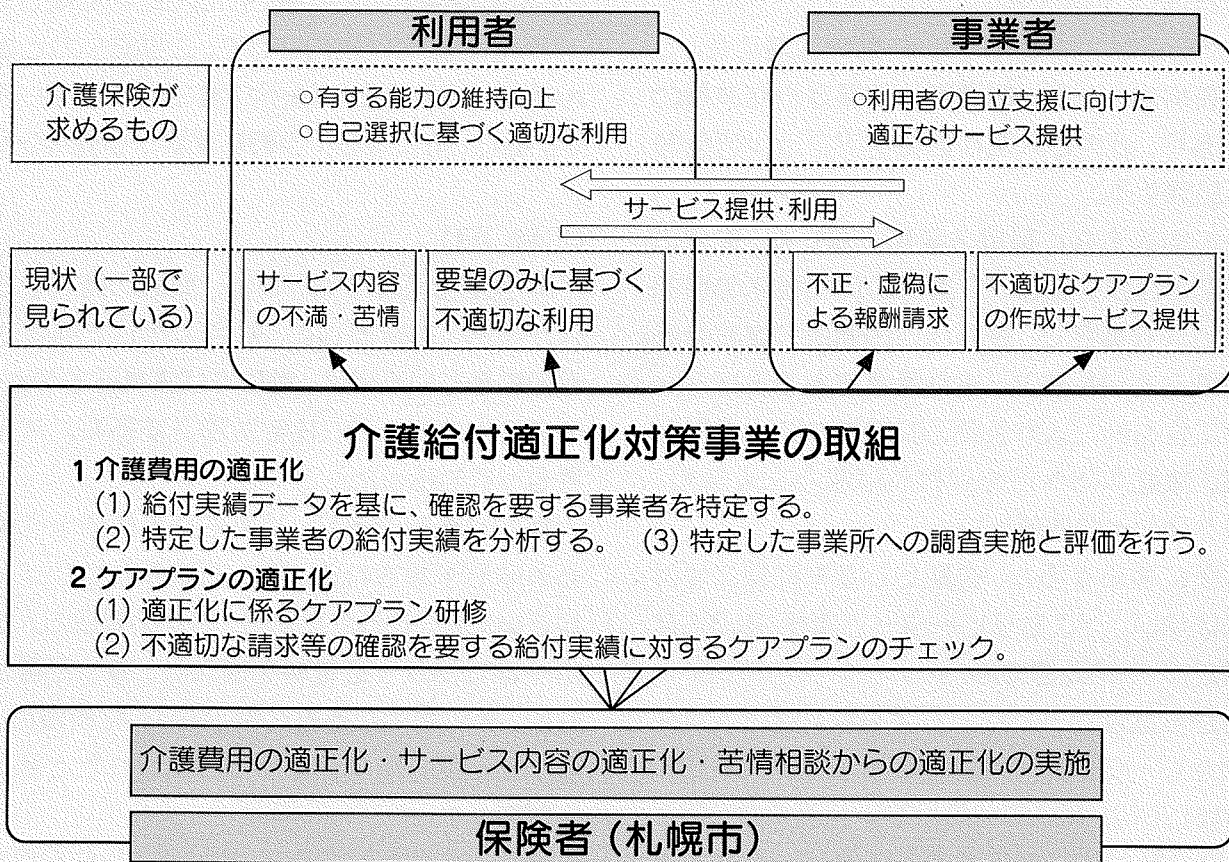 利用者
事業者
介護保険が
求めるもの
○有する能力の維持向上
○自己選択に基づく適切な利用
○利用者の自立支援に向けた
適正なサービス提供
サービス提供・利用
現状（一部で
見られている）
サービス内容
の不満・苦情
要望のみに基づく
不適切な利用
不正・虚偽に
よる報酬請求
不適切なケアプラン
の作成サービス提供
介護給付適正化対策事業の取組
1 介護費用の適正化
(1) 給付実績データを基に、確認を要する事業者を特定する。
(2) 特定した事業者の給付実績を分析する。 (3) 特定した事業所への調査実施と評価を行う。
2 ケアプランの適正化
(1) 適正化に係るケアプラン研修
(2) 不適切な請求等の確認を要する給付実績に対するケアプランのチェック。
介護費用の適正化・サービス内容の適正化・苦情相談からの適正化の実施
保険者（札幌市）